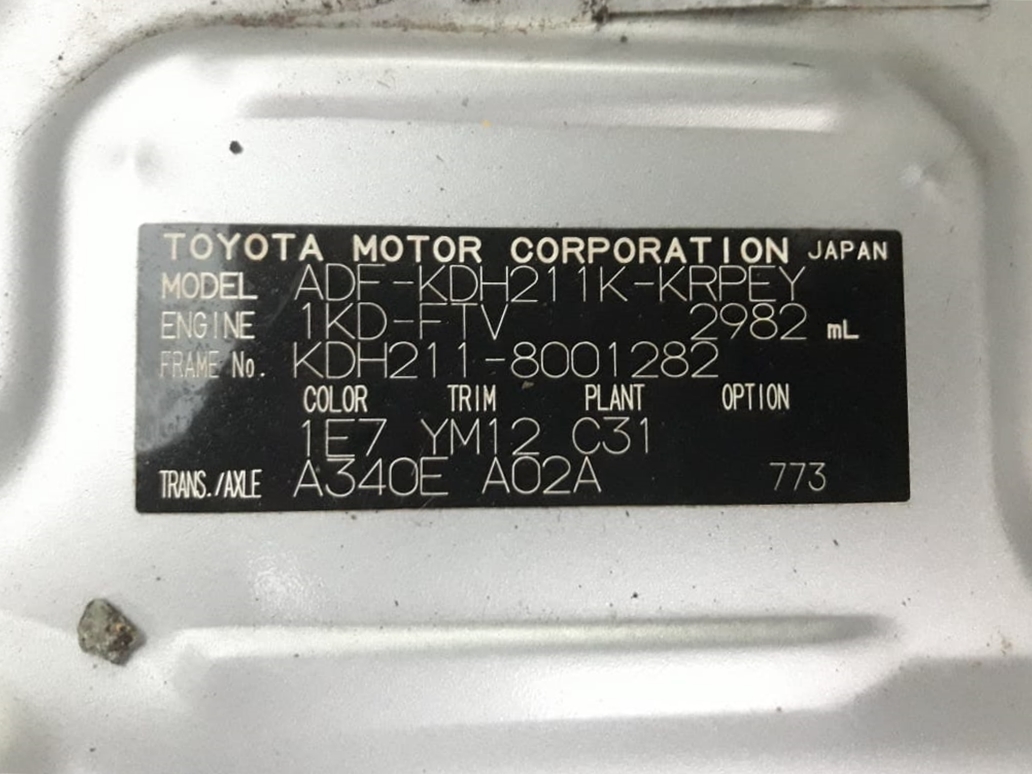 TOYOTA MOTOR CORPORATION JAPAN
MODEL ADF-KDH211K-KRPEY
ENGINE 1KD-FTV 2982 mL
FRAME No. KDH211-8001282
COLOR TRIM PLANT OPTION
1E7 YM12 C31
TRANS./AXLE A340E A02A 773